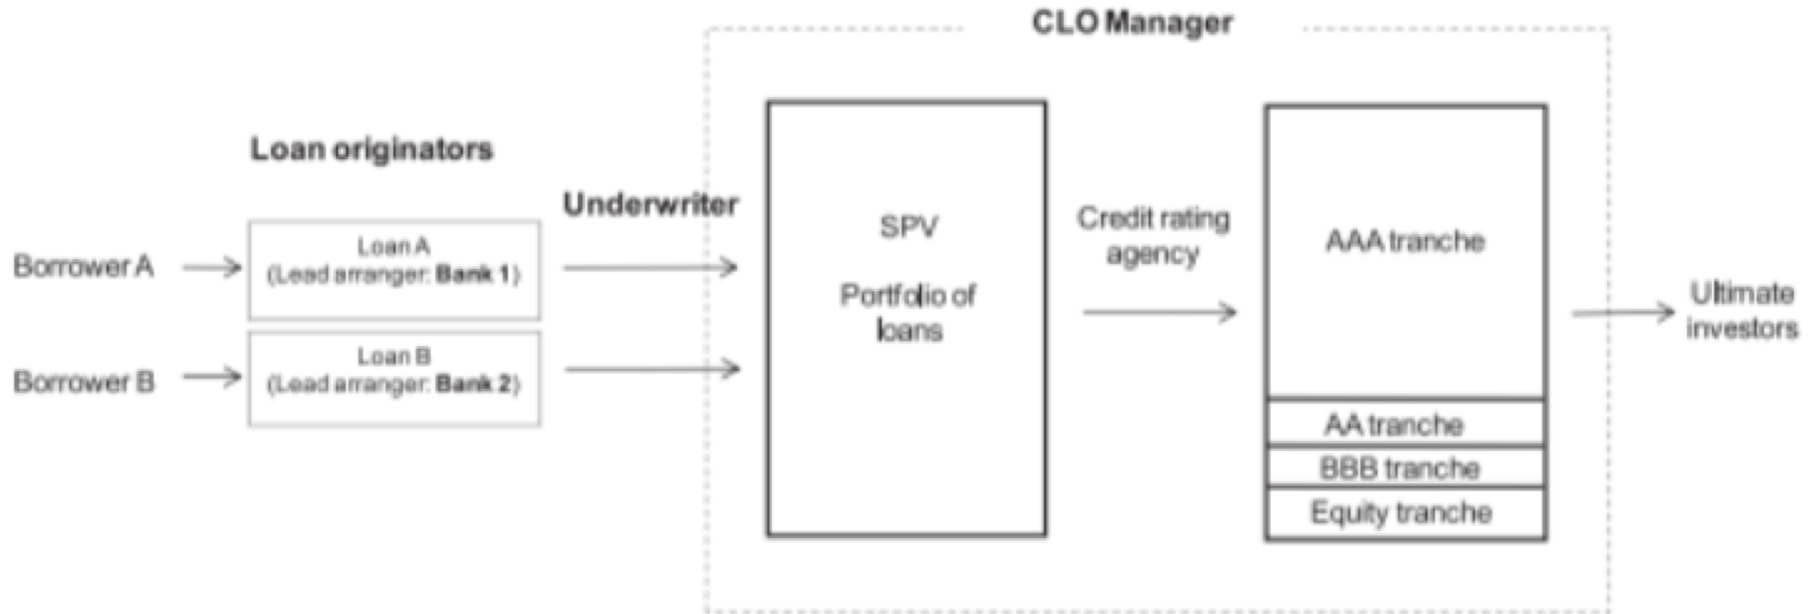 CLO Manager
Loan originators
Underwriter
Borrower A
Loan A
(Lead arranger: Bank 1)
Borrower B
Loan B
(Lead arranger: Bank 2)
SPV
Portfolio of
loans
Credit rating
agency
AAA tranche
AA tranche
BBB tranche
Equity tranche
Ultimate
investors